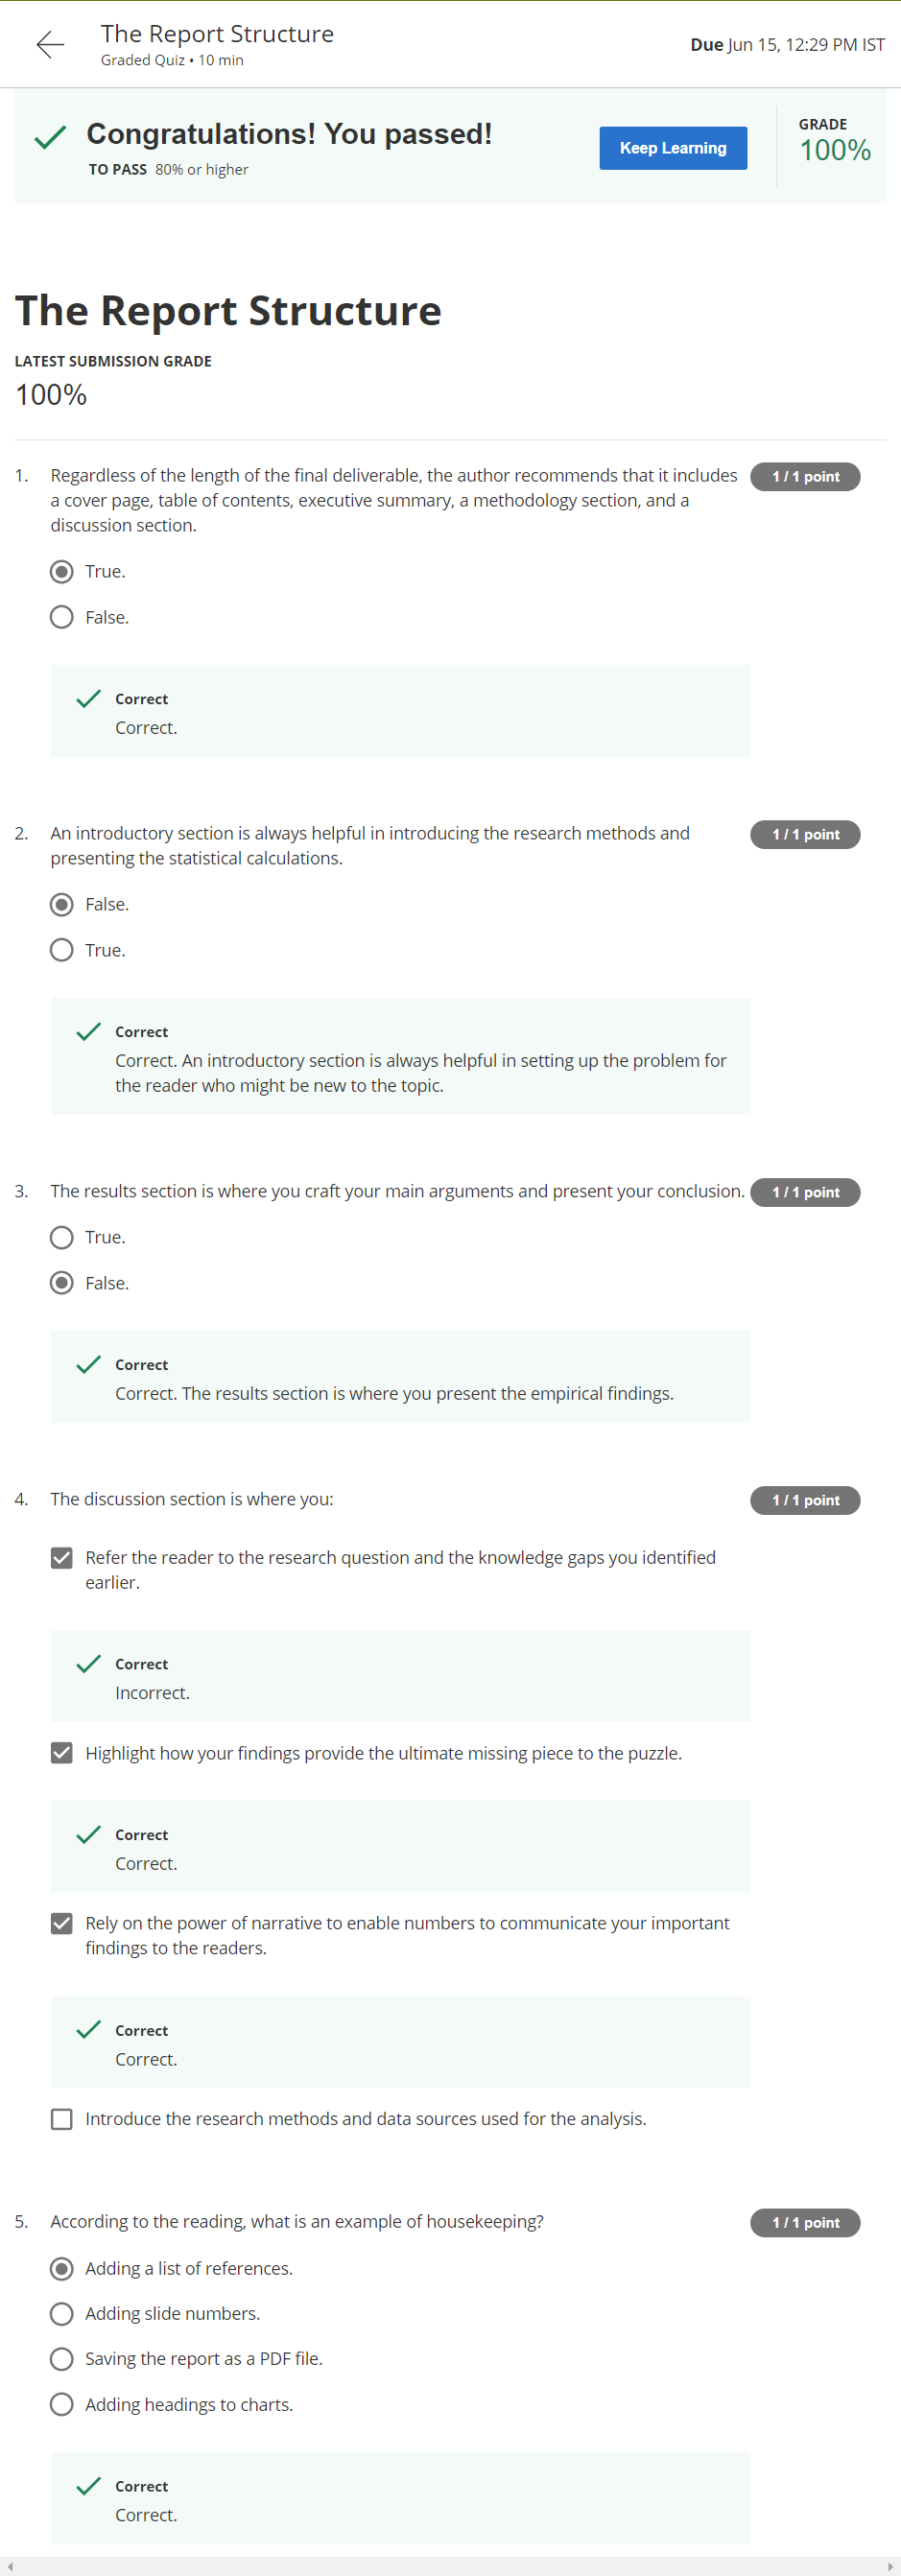 The Report Structure
Graded Quiz • 10 min
Due Jun 15, 12:29 PM IST
Congratulations! You passed!
TO PASS 80% or higher
Keep Learning
GRADE
100%
The Report Structure
LATEST SUBMISSION GRADE
100%
1. Regardless of the length of the final deliverable, the author recommends that it includes
a cover page, table of contents, executive summary, a methodology section, and a
discussion section.
1 / 1 point
True.
False.
Correct
Correct.
2. An introductory section is always helpful in introducing the research methods and
presenting the statistical calculations.
1 / 1 point
False.
True.
Correct
Correct. An introductory section is always helpful in setting up the problem for
the reader who might be new to the topic.
3. The results section is where you craft your main arguments and present your conclusion.
1 / 1 point
True.
False.
Correct
Correct. The results section is where you present the empirical findings.
4. The discussion section is where you:
1 / 1 point
Refer the reader to the research question and the knowledge gaps you identified
earlier.
Correct
Incorrect.
Highlight how your findings provide the ultimate missing piece to the puzzle.
Correct
Correct.
Rely on the power of narrative to enable numbers to communicate your important
findings to the readers.
Correct
Correct.
Introduce the research methods and data sources used for the analysis.
5. According to the reading, what is an example of housekeeping?
1 / 1 point
Adding a list of references.
Adding slide numbers.
Saving the report as a PDF file.
Adding headings to charts.
Correct
Correct.